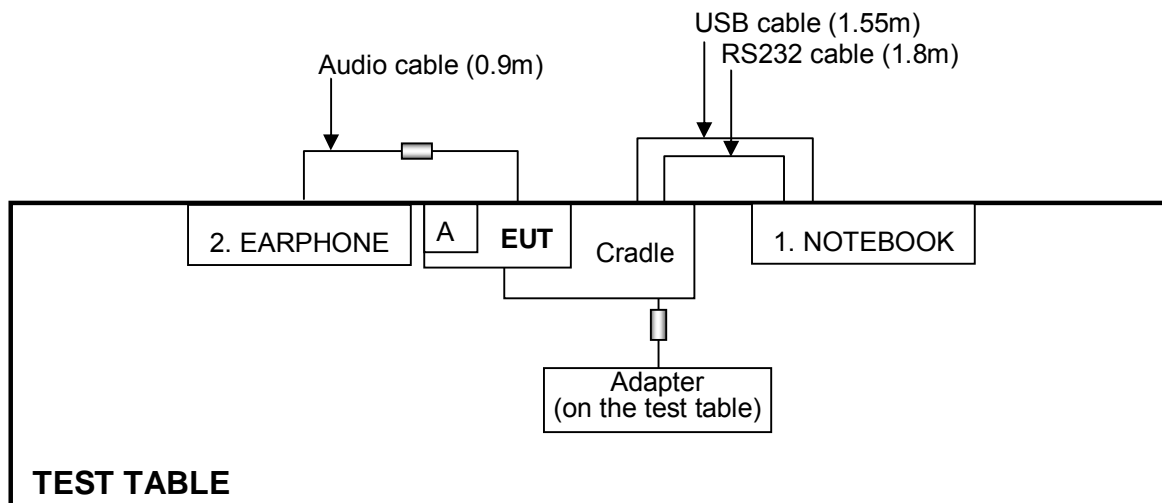 USB cable (1.55m)
RS232 cable (1.8m)
Audio cable (0.9m)
2. EARPHONE
A
EUT
Cradle
1. NOTEBOOK
Adapter
(on the test table)
TEST TABLE